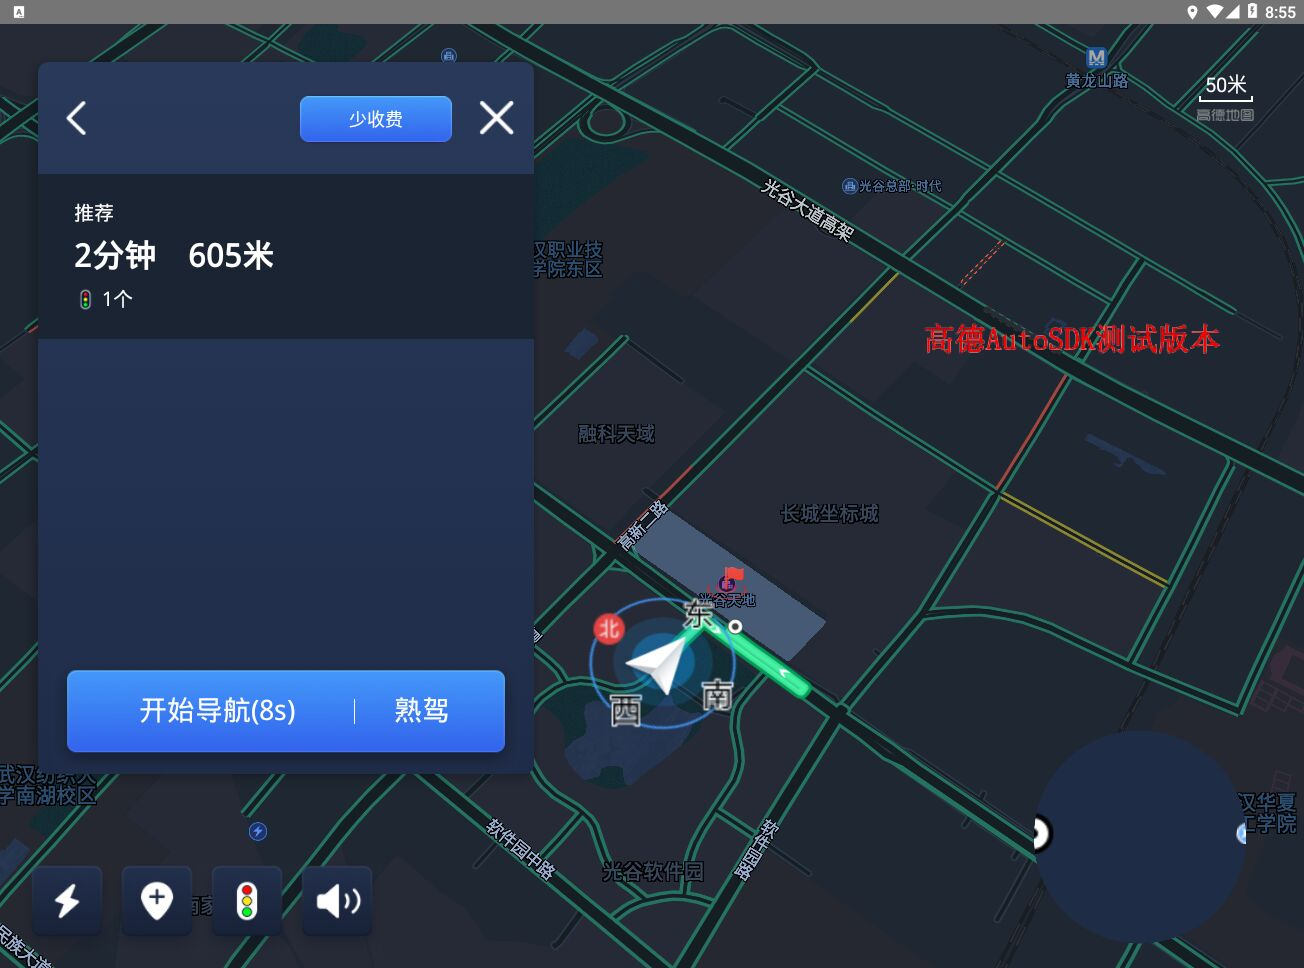 8:55
少收费
推荐
2分钟 605米
1个
开始导航(8s)
熟驾
M
黄龙山路
50米
高德地图
光谷总部·时代
光谷大道高架
汉职业技
学院东区
高德AutoSDK测试版本
融科天域
长城坐标城
高新二路
光谷天地
北
东
南
西
学南湖校区
汉华夏
工学院
软件园中路
光谷软件园
软件园路
民族大道